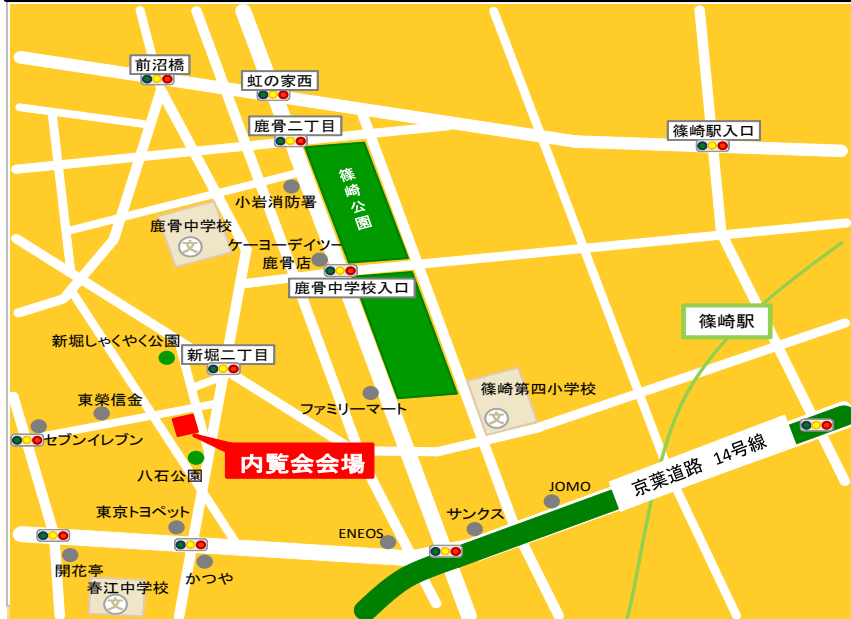 前沼橋
虹の家西
鹿骨二丁目
篠崎駅入口
篠崎公園
小岩消防署
鹿骨中学校
文
ケーヨーデイツー
鹿骨店
鹿骨中学校入口
篠崎駅
新堀しゃくやく公園
新堀二丁目
篠崎第四小学校
文
東榮信金
ファミリーマート
セブンイレブン
内覧会会場
八石公園
京葉道路 14号線
JOMO
東京トヨペット
サンクス
ENEOS
開花亭
かつや
春江中学校
文